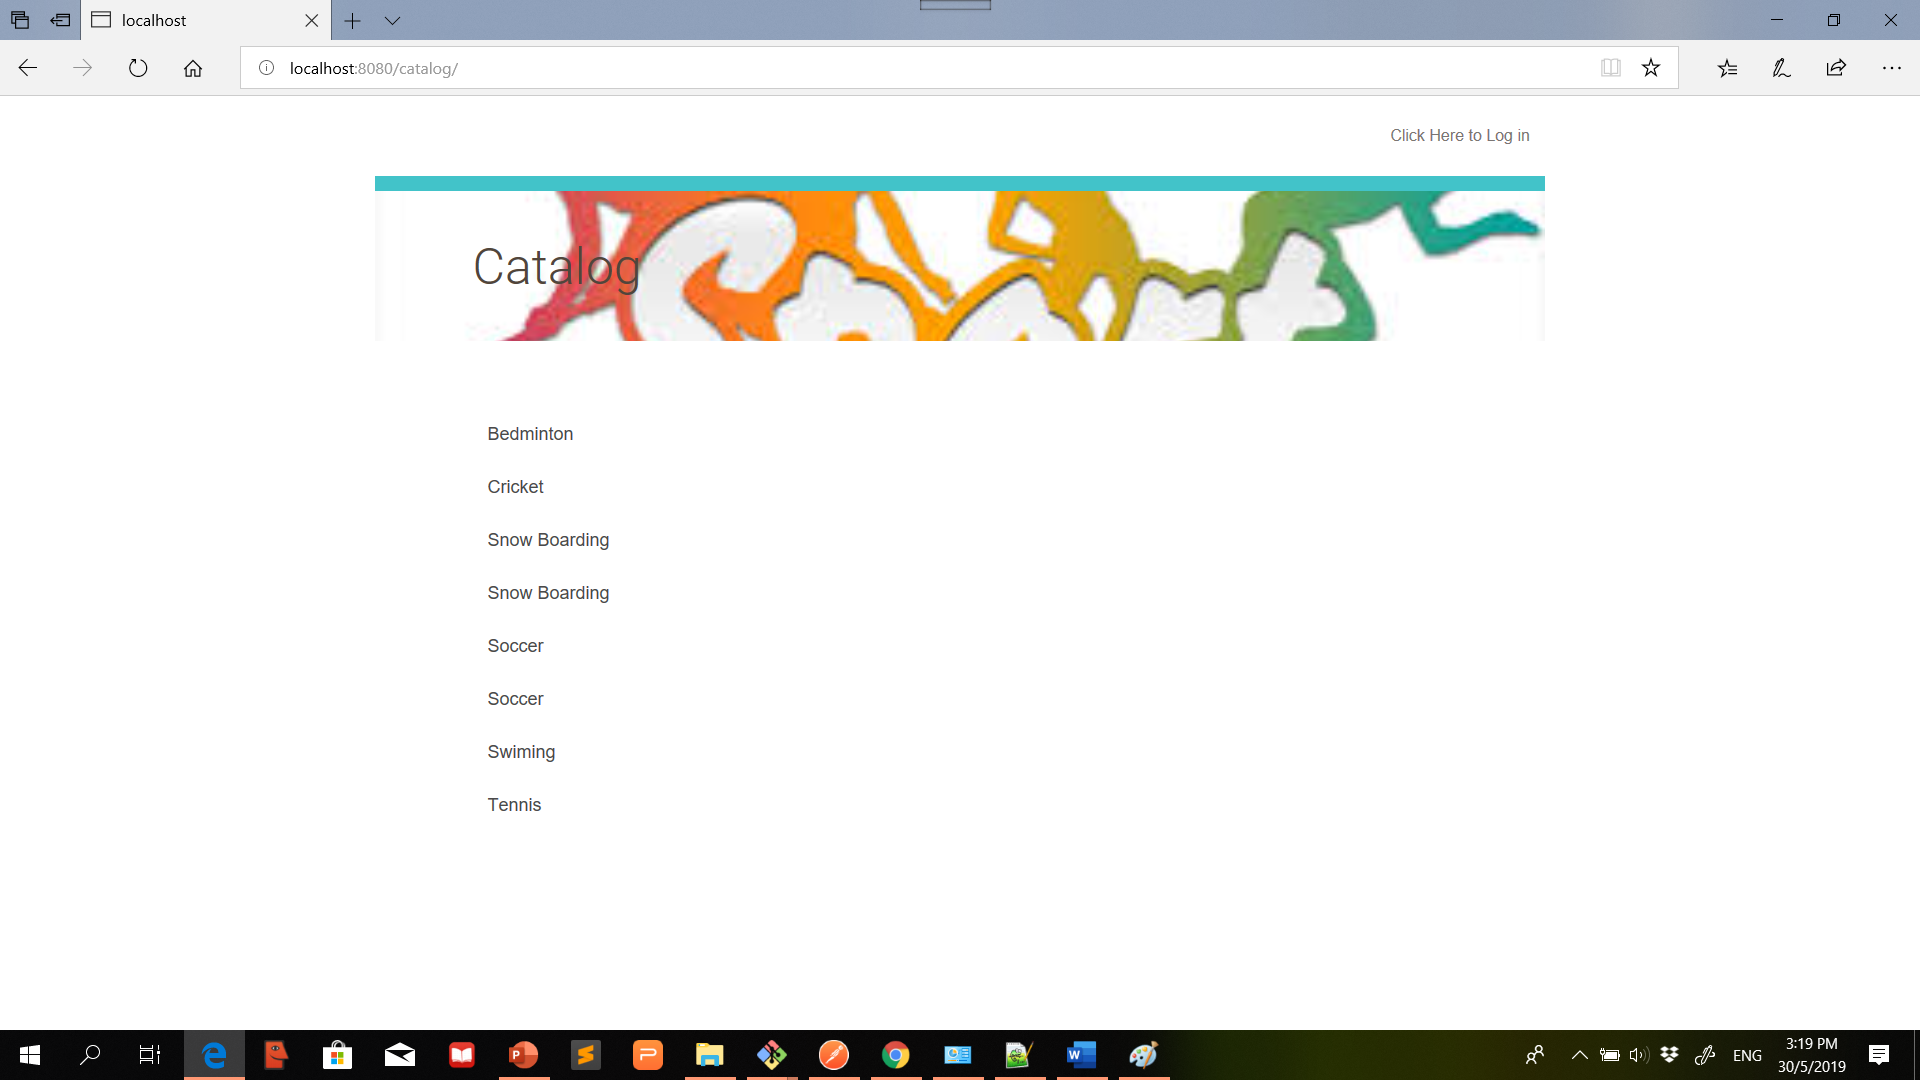 localhost
localhost:8080/catalog/
Click Here to Log in
Catalog
Bedminton
Cricket
Snow Boarding
Snow Boarding
Soccer
Soccer
Swiming
Tennis
ENG
3:19 PM
30/5/2019